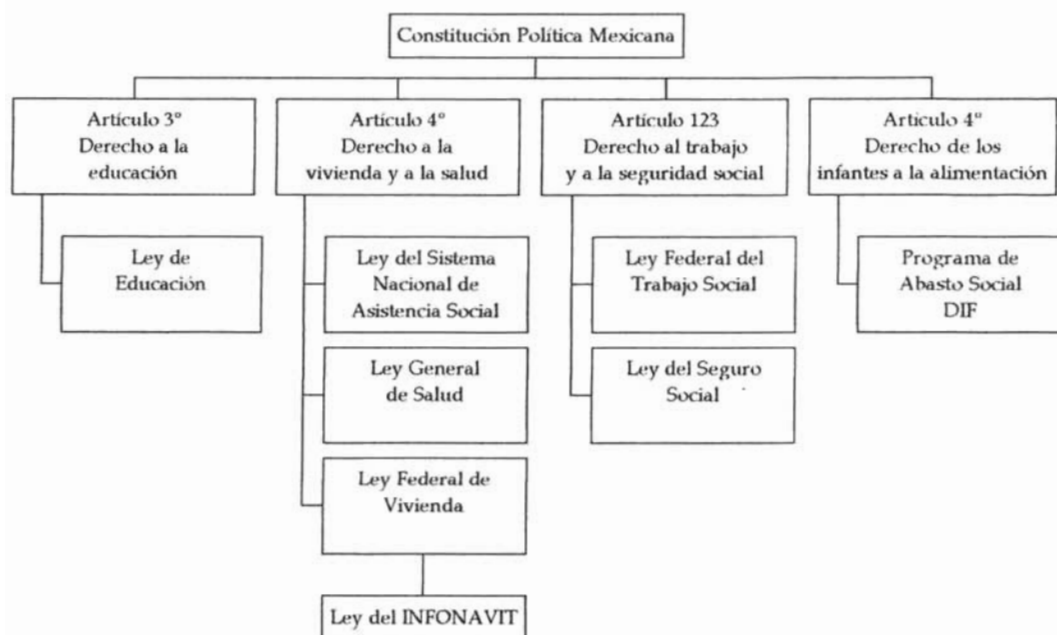 Constitución Política Mexicana
Artículo 3º
Derecho a la
educación
Artículo 4º
Derecho a la
vivienda y a la salud
Artículo 123
Derecho al trabajo
y a la seguridad social
Artículo 4º
Derecho de los
infantes a la alimentación
Ley de
Educación
Ley del Sistema
Nacional de
Asistencia Social
Ley Federal del
Trabajo Social
Programa de
Abasto Social
DIF
Ley General
de Salud
Ley del Seguro
Social
Ley Federal de
Vivienda
Ley del INFONAVIT